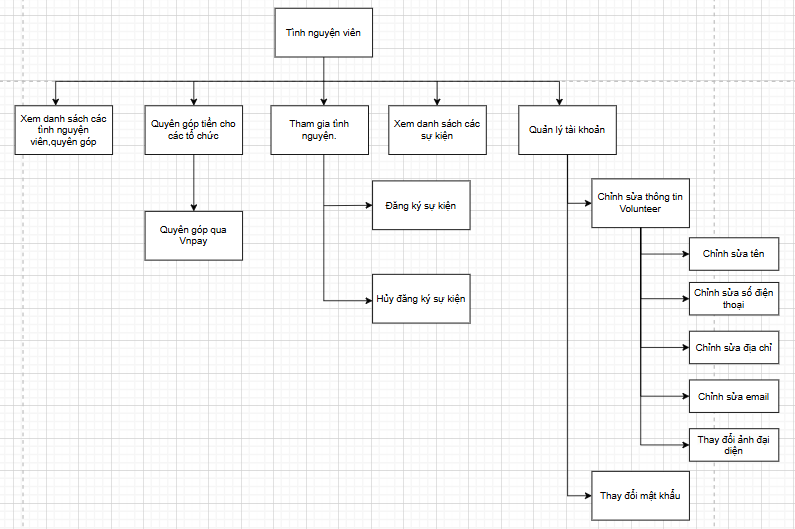 Tình nguyện viên
Xem danh sách các
tình nguyện
viên,quyên góp
Quyên góp tiền cho
các tổ chức
Tham gia tình
nguyện.
Xem danh sách các
sự kiện
Quản lý tài khoản
Quyên góp qua
Vnpay
Đăng ký sự kiện
Hủy đăng ký sự kiện
Chỉnh sửa thông tin
Volunteer
Chỉnh sửa tên
Chỉnh sửa số điện
thoại
Chỉnh sửa địa chỉ
Chỉnh sửa email
Thay đổi ảnh đại
diện
Thay đổi mật khẩu